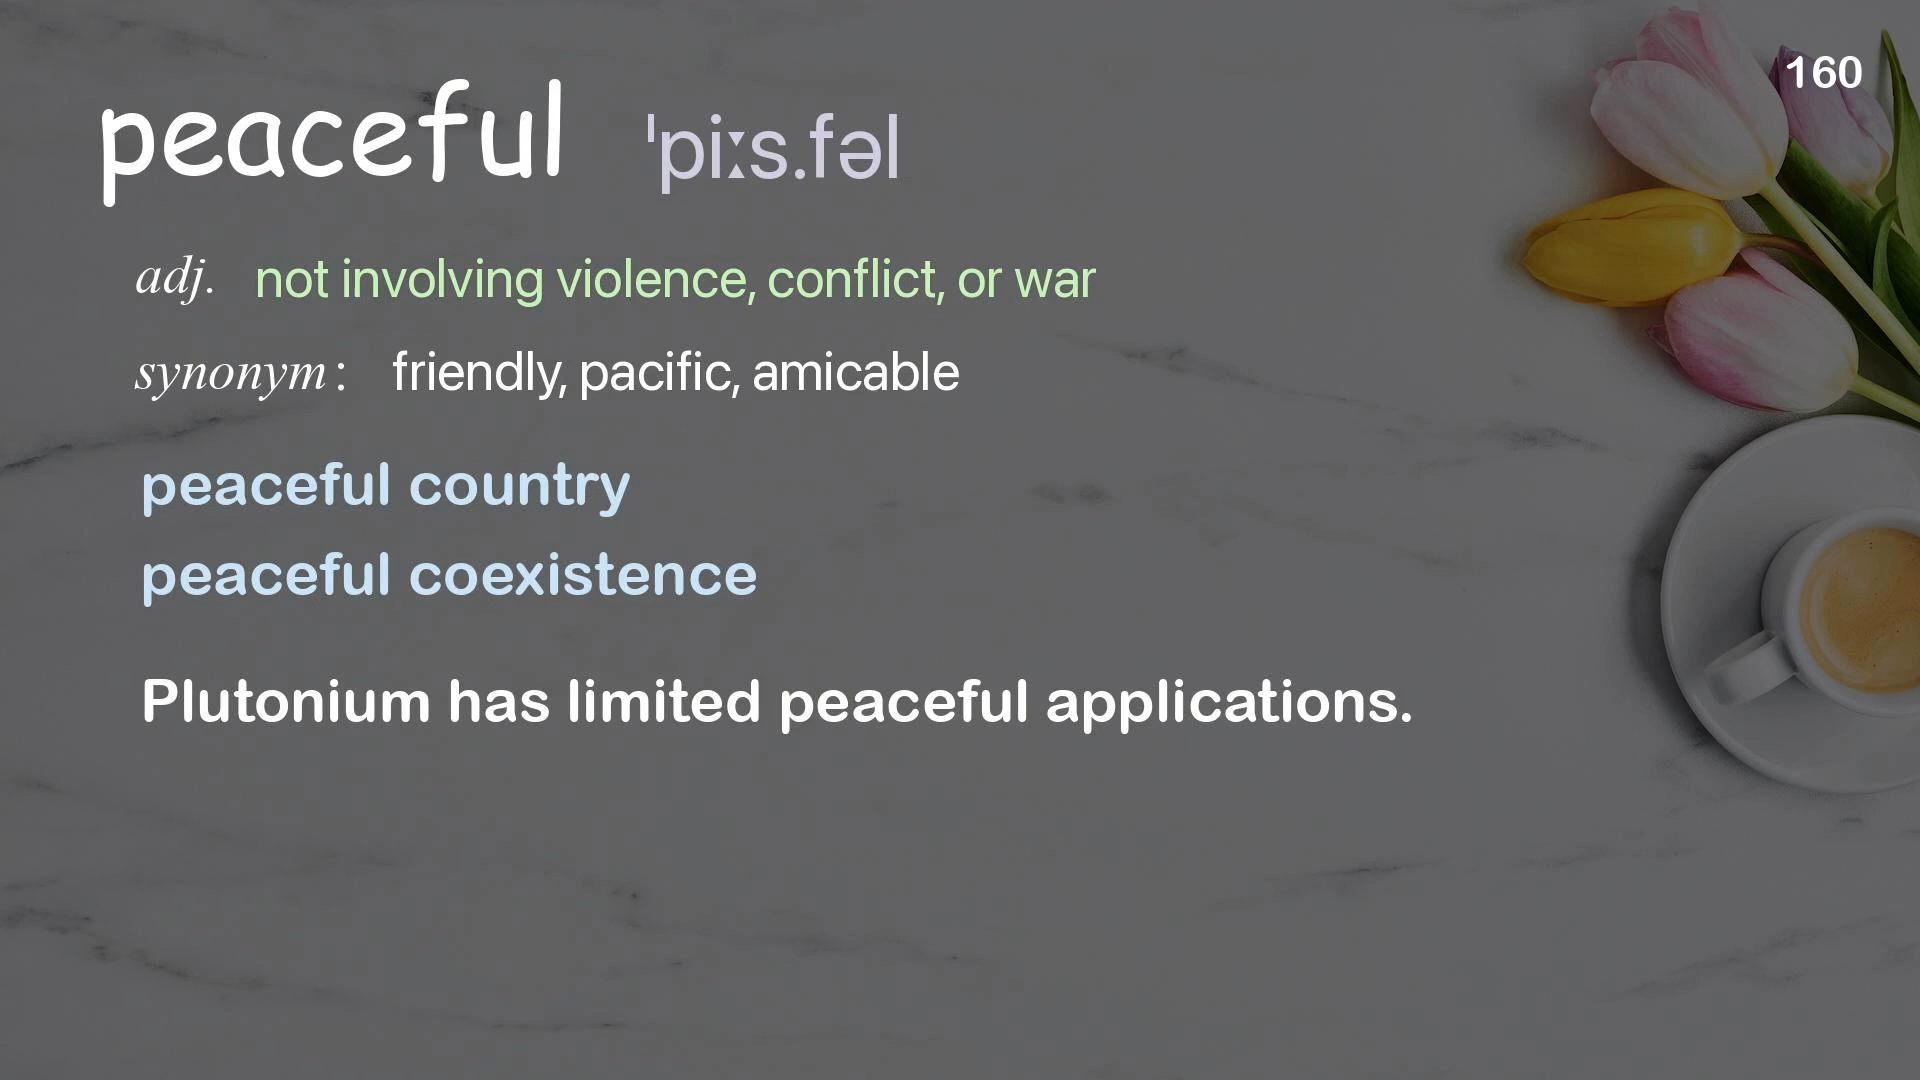 160
peaceful ˈpiːs.fəl
adj. not involving violence, conflict, or war
synonym : friendly, pacific, amicable
peaceful country
peaceful coexistence
Plutonium has limited peaceful applications.